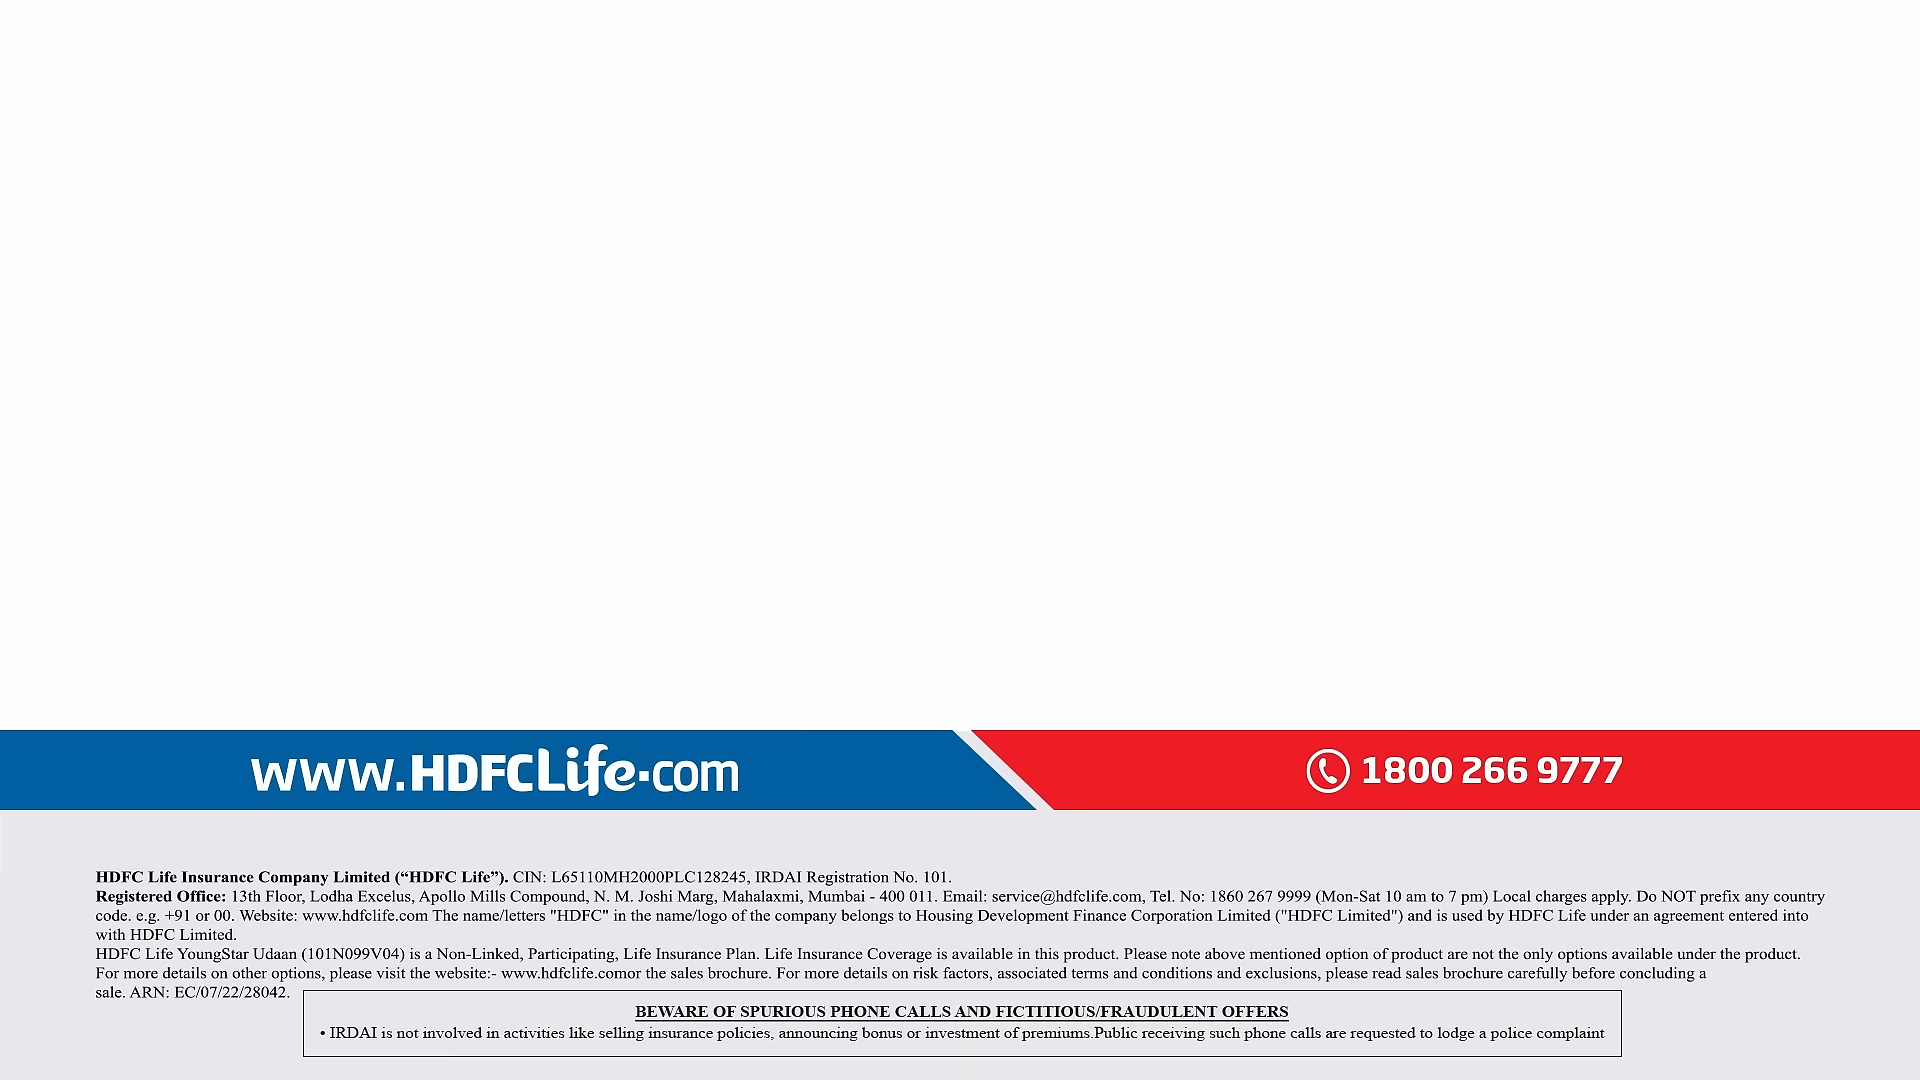 www.HDFCLife.com
1800 266 9777
HDFC Life Insurance Company Limited (“HDFC Life”). CIN: L65110MH2000PLC128245, IRDAI Registration No. 101.
Registered Office: 13th Floor, Lodha Excelus, Apollo Mills Compound, N. M. Joshi Marg, Mahalaxmi, Mumbai - 400 011. Email: service@hdfclife.com, Tel. No: 1860 267 9999 (Mon-Sat 10 am to 7 pm) Local charges apply. Do NOT prefix any country
code. e.g. +91 or 00. Website: www.hdfclife.com The name/letters "HDFC" in the name/logo of the company belongs to Housing Development Finance Corporation Limited ("HDFC Limited") and is used by HDFC Life under an agreement entered into
with HDFC Limited.
HDFC Life YoungStar Udaan (101N099V04) is a Non-Linked, Participating, Life Insurance Plan. Life Insurance Coverage is available in this product. Please note above mentioned option of product are not the only options available under the product.
For more details on other options, please visit the website:- www.hdfclife.comor the sales brochure. For more details on risk factors, associated terms and conditions and exclusions, please read sales brochure carefully before concluding a
sale. ARN: EC/07/22/28042.
BEWARE OF SPURIOUS PHONE CALLS AND FICTITIOUS/FRAUDULENT OFFERS
• IRDAI is not involved in activities like selling insurance policies, announcing bonus or investment of premiums.Public receiving such phone calls are requested to lodge a police complaint